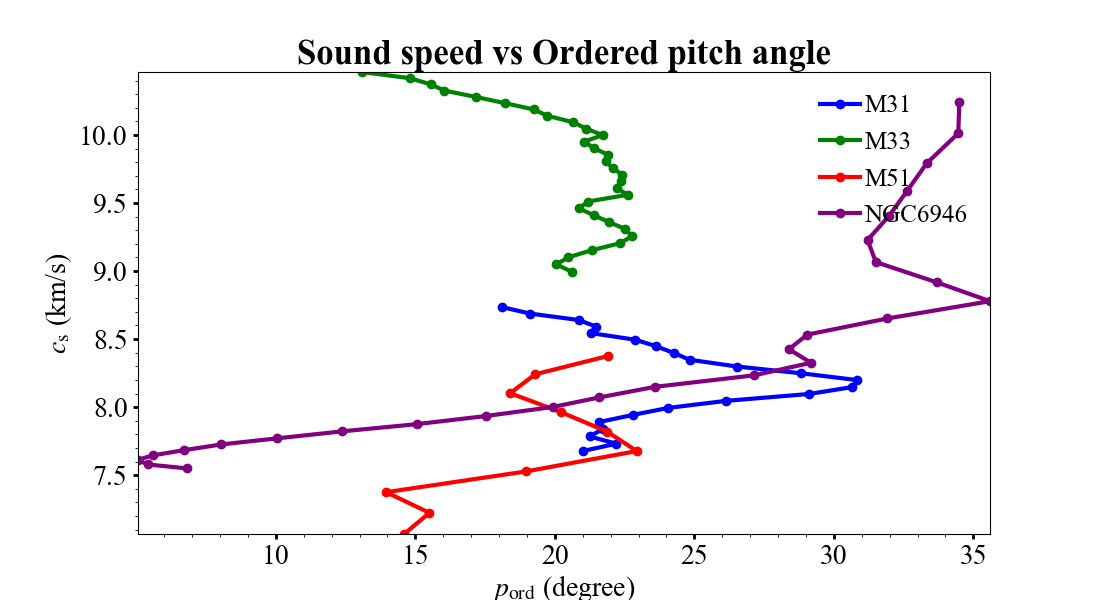 Sound speed vs Ordered pitch angle
M31
M33
M51
NGC6946
10.0
9.5
9.0
8.5
8.0
7.5
c_s (km/s)
10 15 20 25 30 35
p_ord (degree)